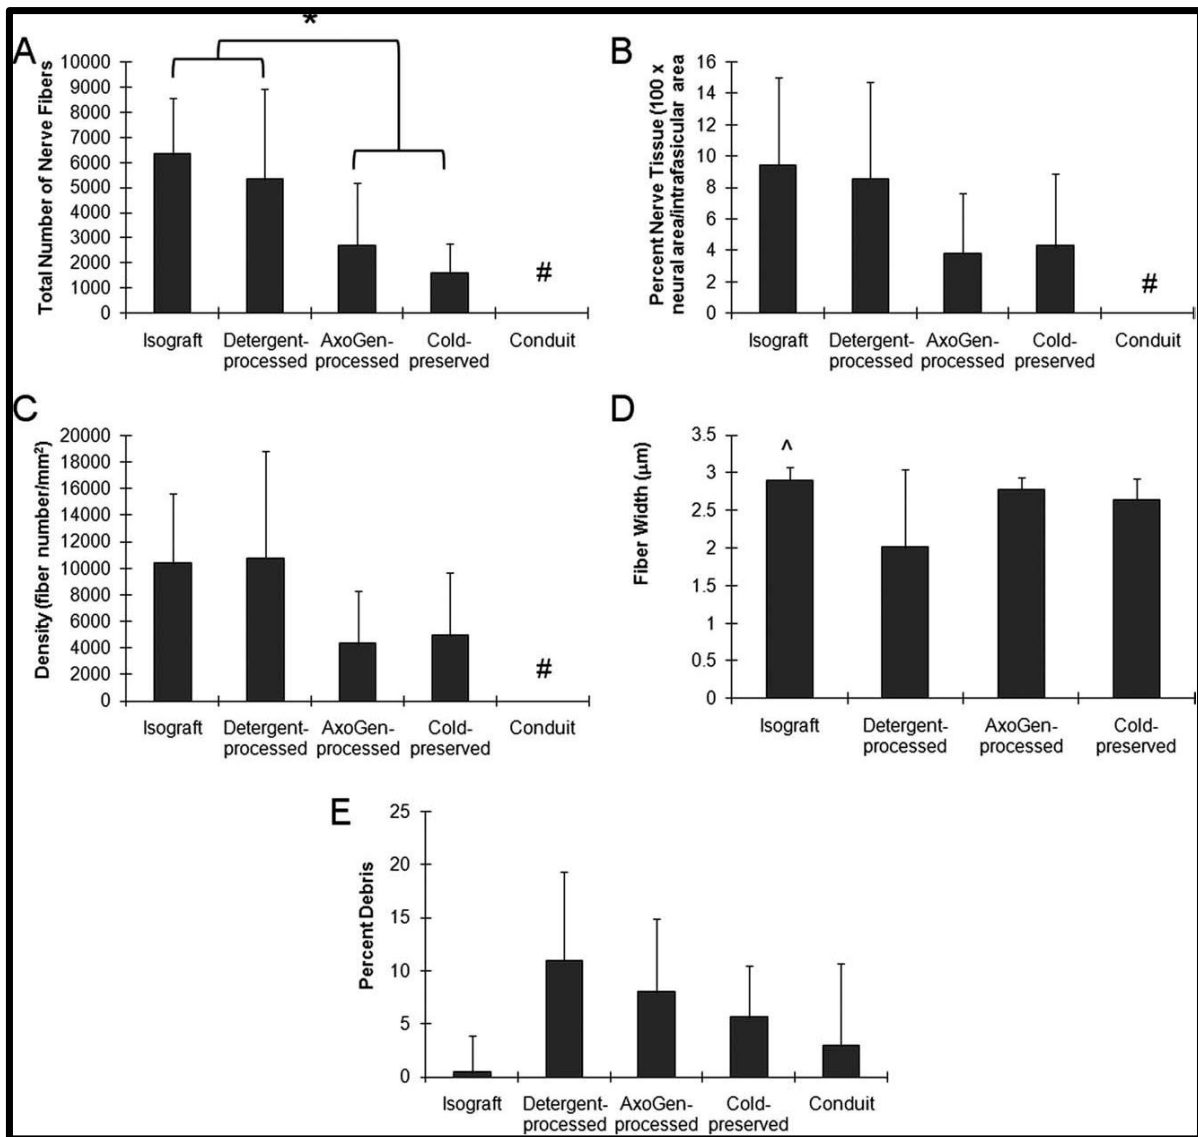 *
A
Total Number of Nerve Fibers
10000
9000
8000
7000
6000
5000
4000
3000
2000
1000
0
#
Isograft Detergent- AxoGen- Cold- Conduit
processed processed preserved
B
Percent Nerve Tissue (100 x
neural area/intrafasicular area
16
14
12
10
8
6
4
2
0
#
Isograft Detergent- AxoGen- Cold- Conduit
processed processed preserved
C
Density (fiber number/mm²)
20000
18000
16000
14000
12000
10000
8000
6000
4000
2000
0
#
Isograft Detergent- AxoGen- Cold- Conduit
processed processed preserved
D
Fiber Width (µm)
3.5
3
2.5
2
1.5
1
0.5
0
^
Isograft Detergent- AxoGen- Cold-
processed processed preserved
E
Percent Debris
25
20
15
10
5
0
Isograft Detergent- AxoGen- Cold- Conduit
processed processed preserved